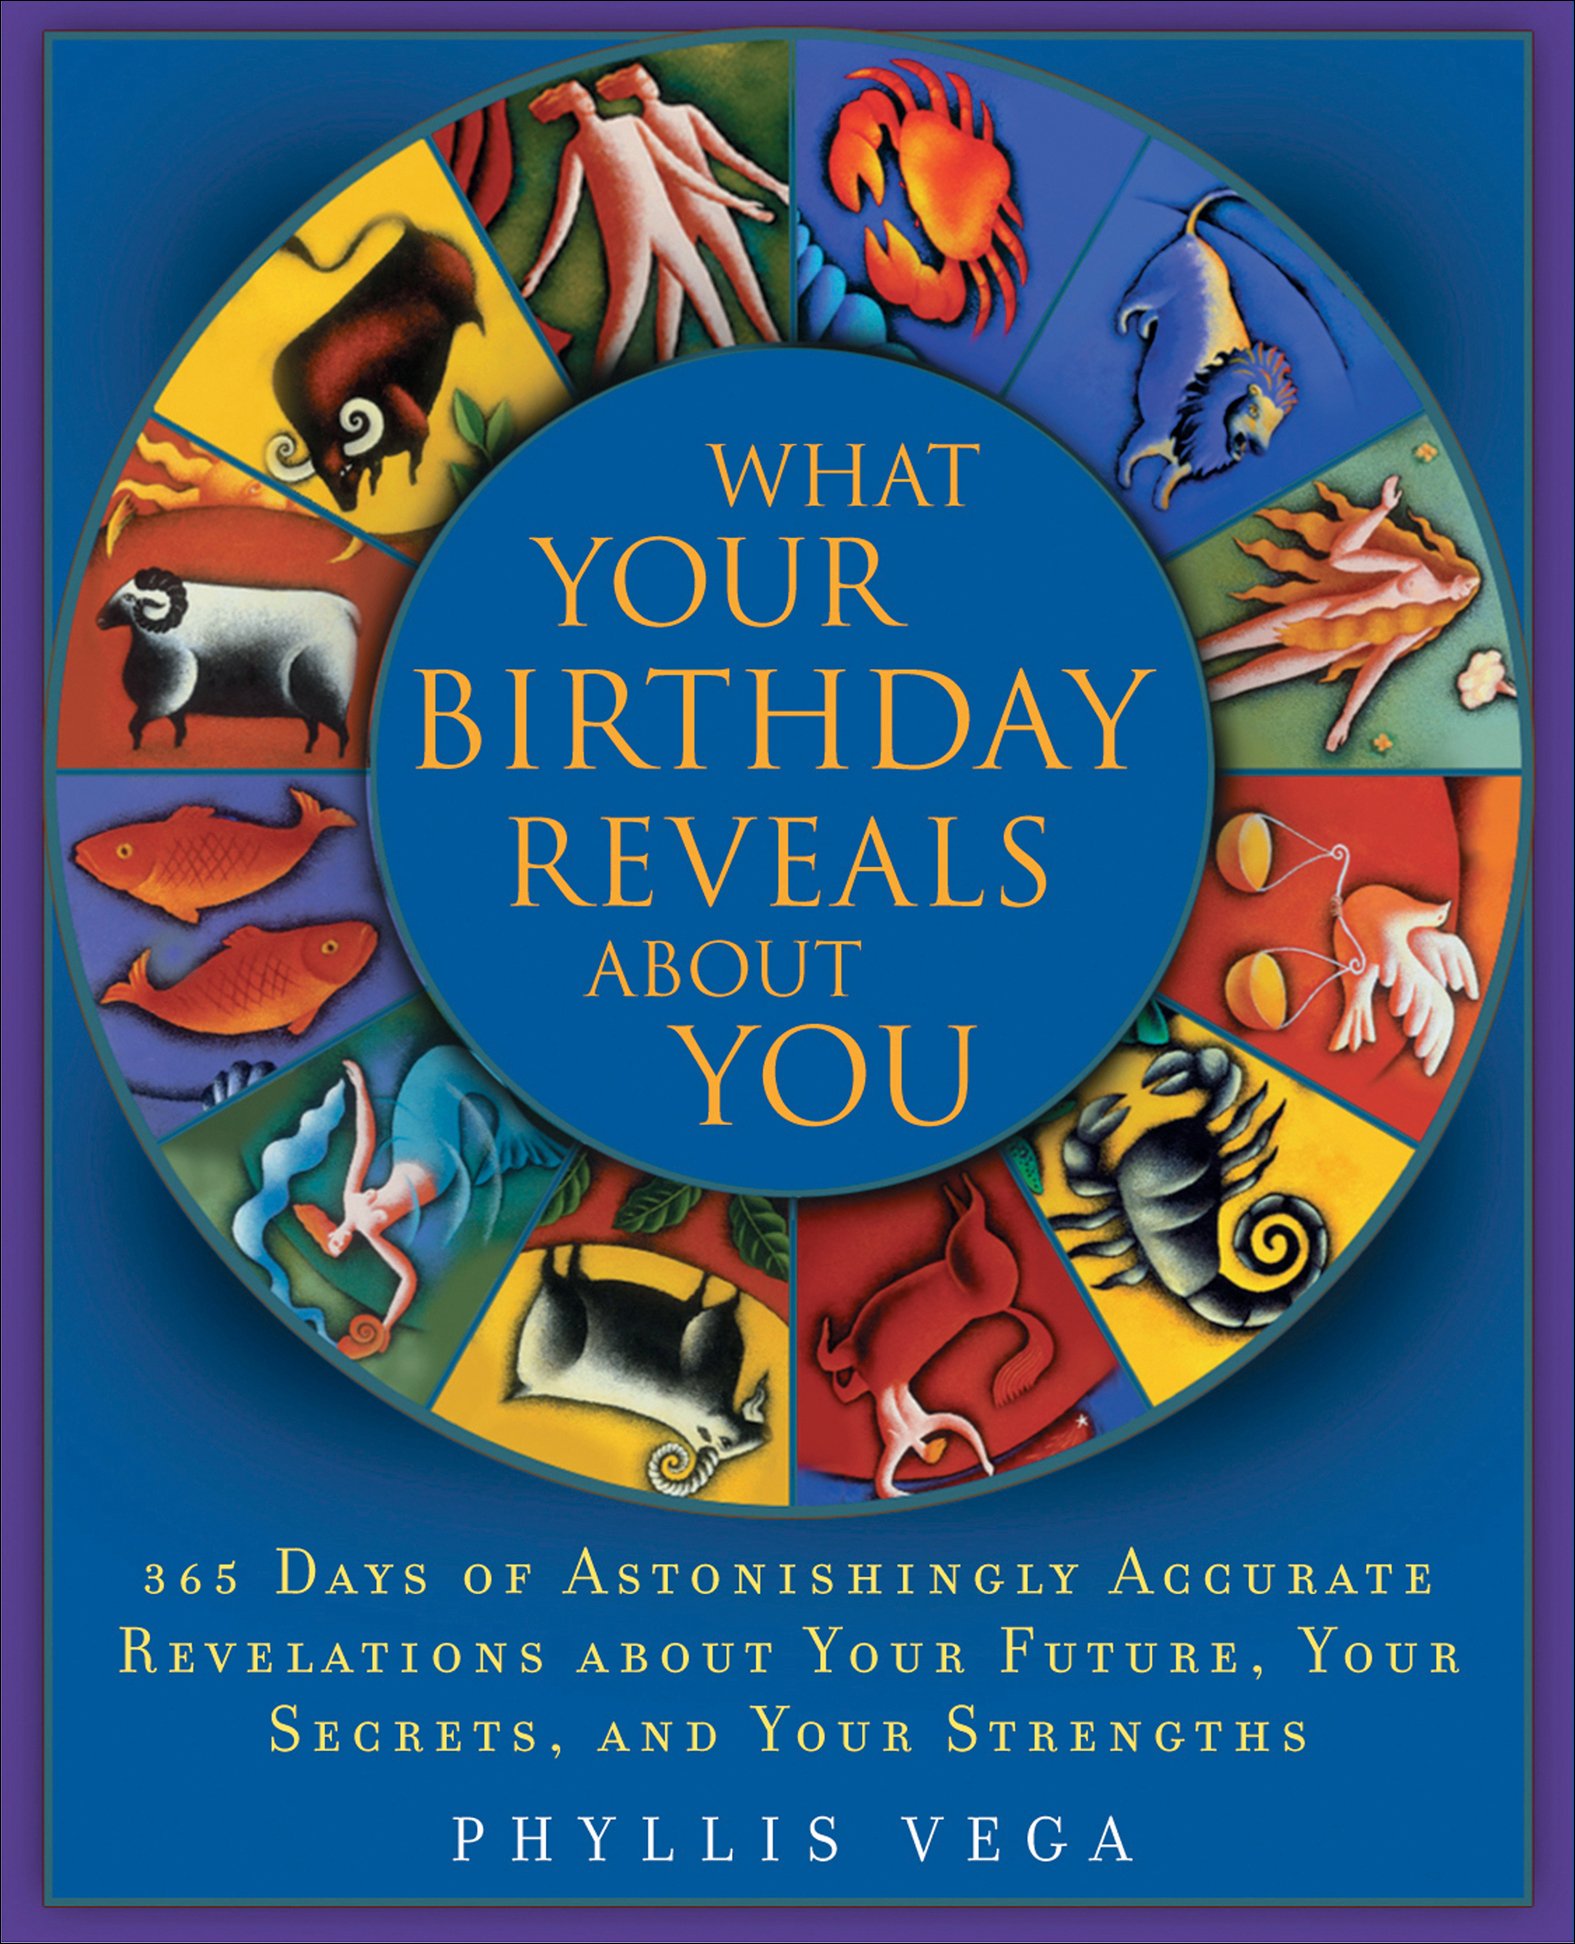 WHAT
YOUR
BIRTHDAY
REVEALS
ABOUT
YOU
365 DAYS OF ASTONISHINGLY ACCURATE
REVELATIONS ABOUT YOUR FUTURE, YOUR
SECRETS, AND YOUR STRENGTHS
PHYLLIS VEGA